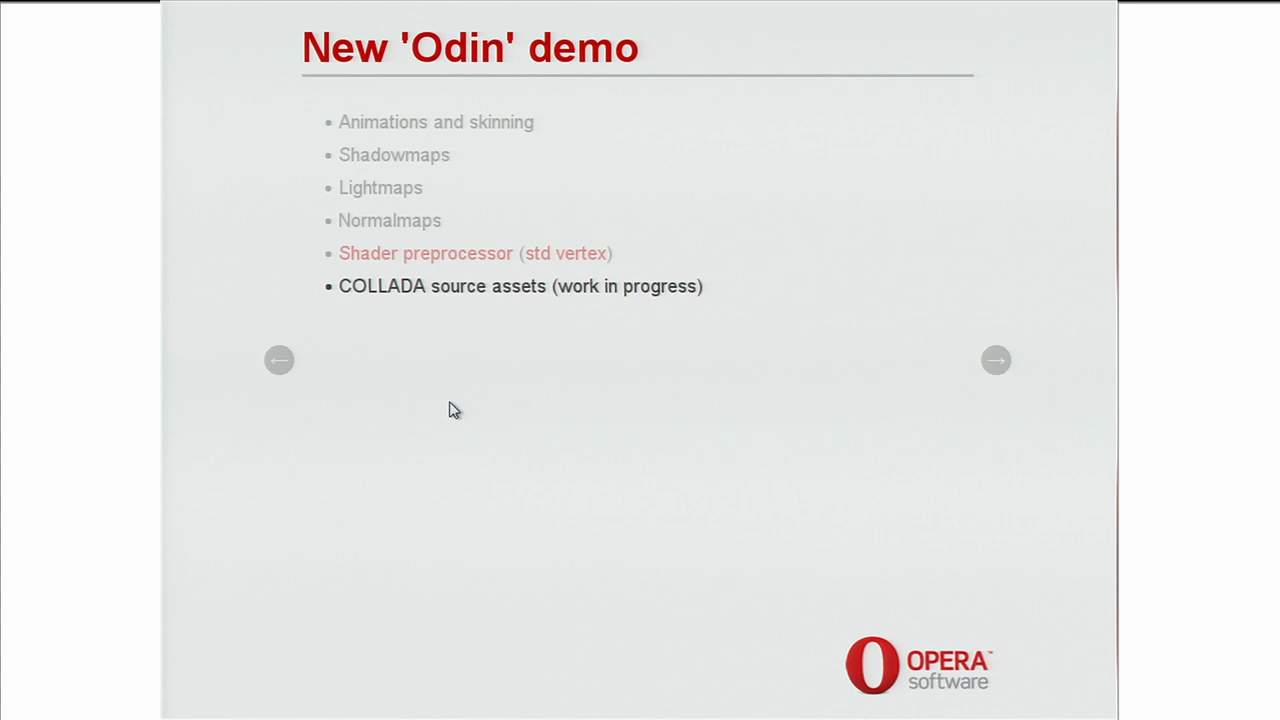 New 'Odin' demo
• Animations and skinning
• Shadowmaps
• Lightmaps
• Normalmaps
• Shader preprocessor (std vertex)
• COLLADA source assets (work in progress)
← →
OPERA™
software